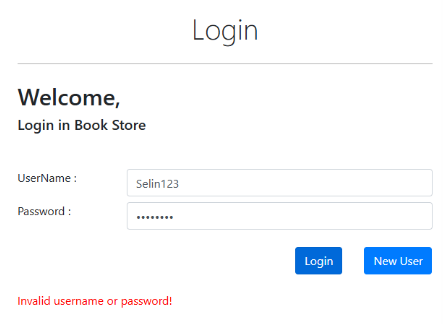 Login
Welcome,
Login in Book Store
UserName : Selin123
Password : ••••••••
Login New User
Invalid username or password!